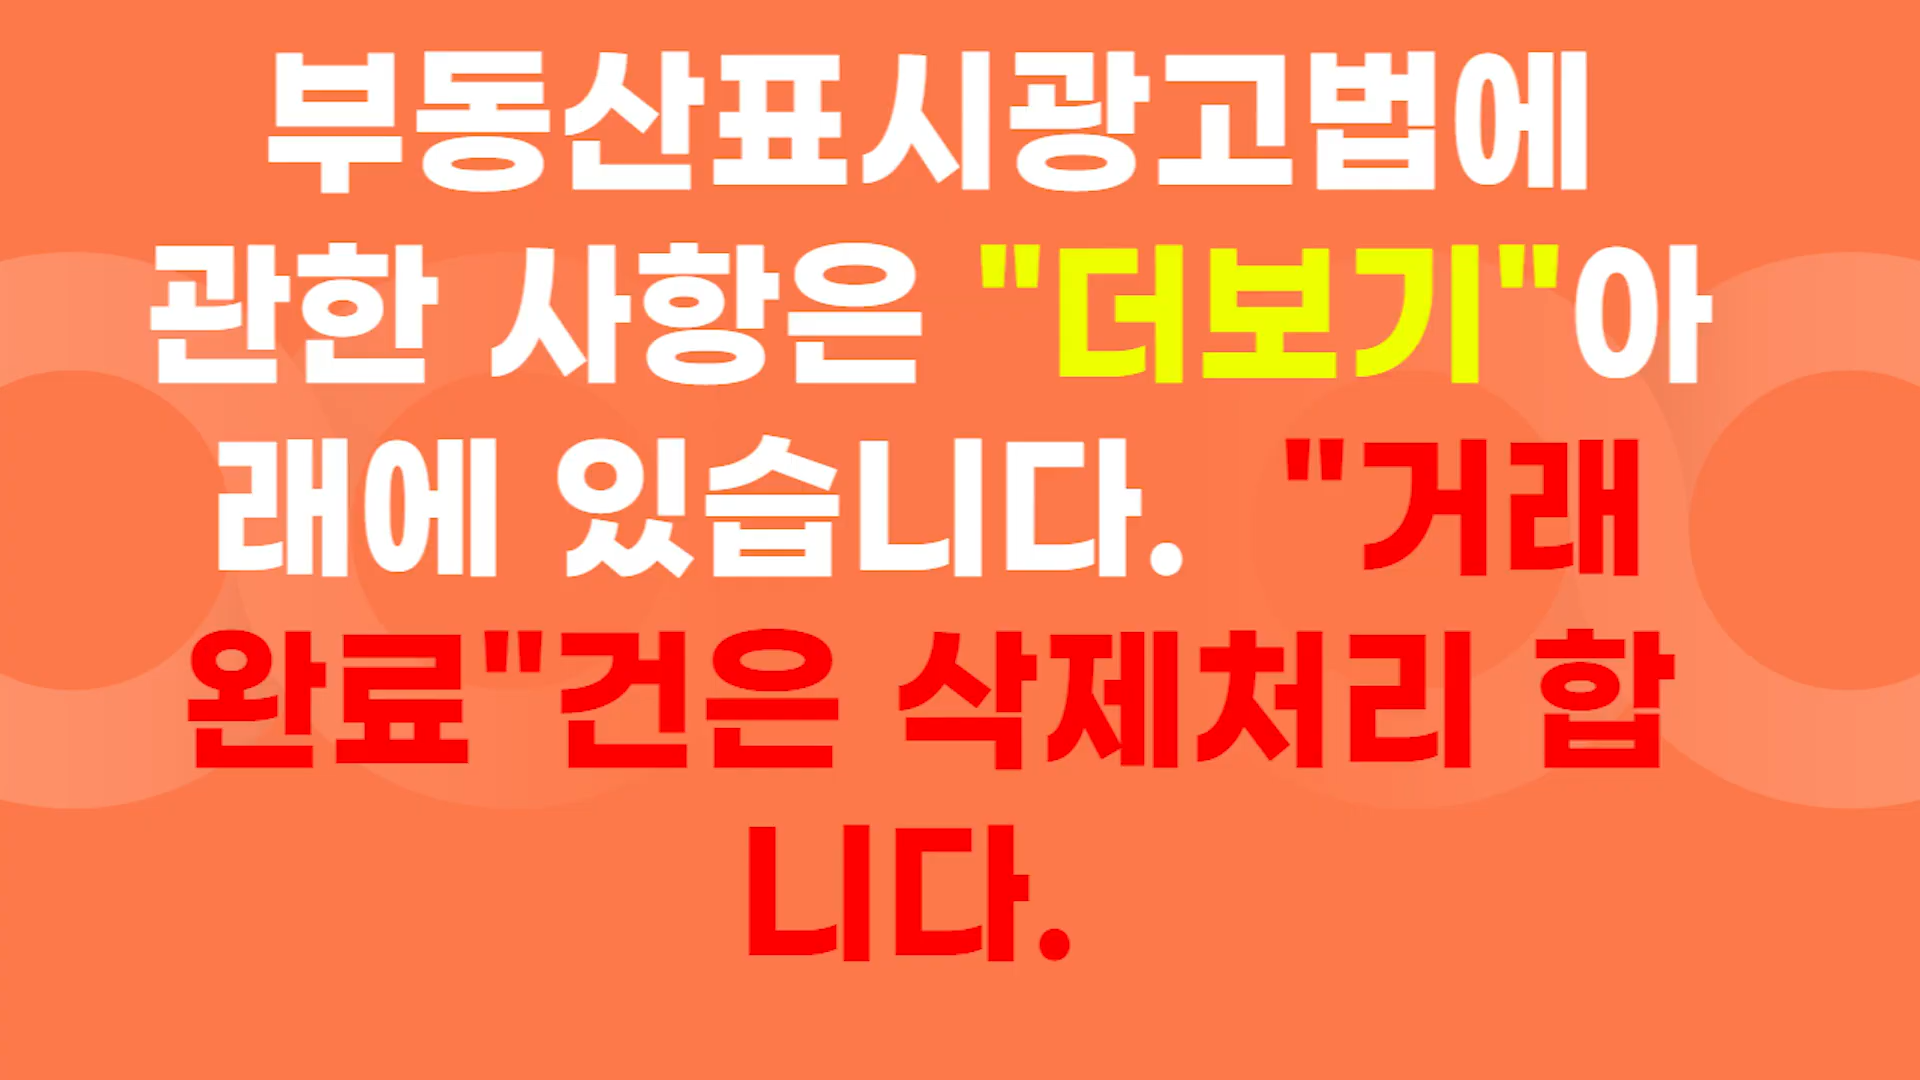 부동산표시광고법에
관한 사항은 "더보기"아
래에 있습니다. "거래
완료"건은 삭제처리 합
니다.